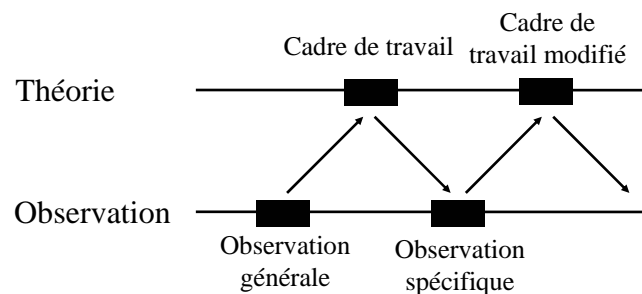 Cadre de travail
Cadre de
travail modifié
Théorie
Observation
Observation
générale
Observation
spécifique